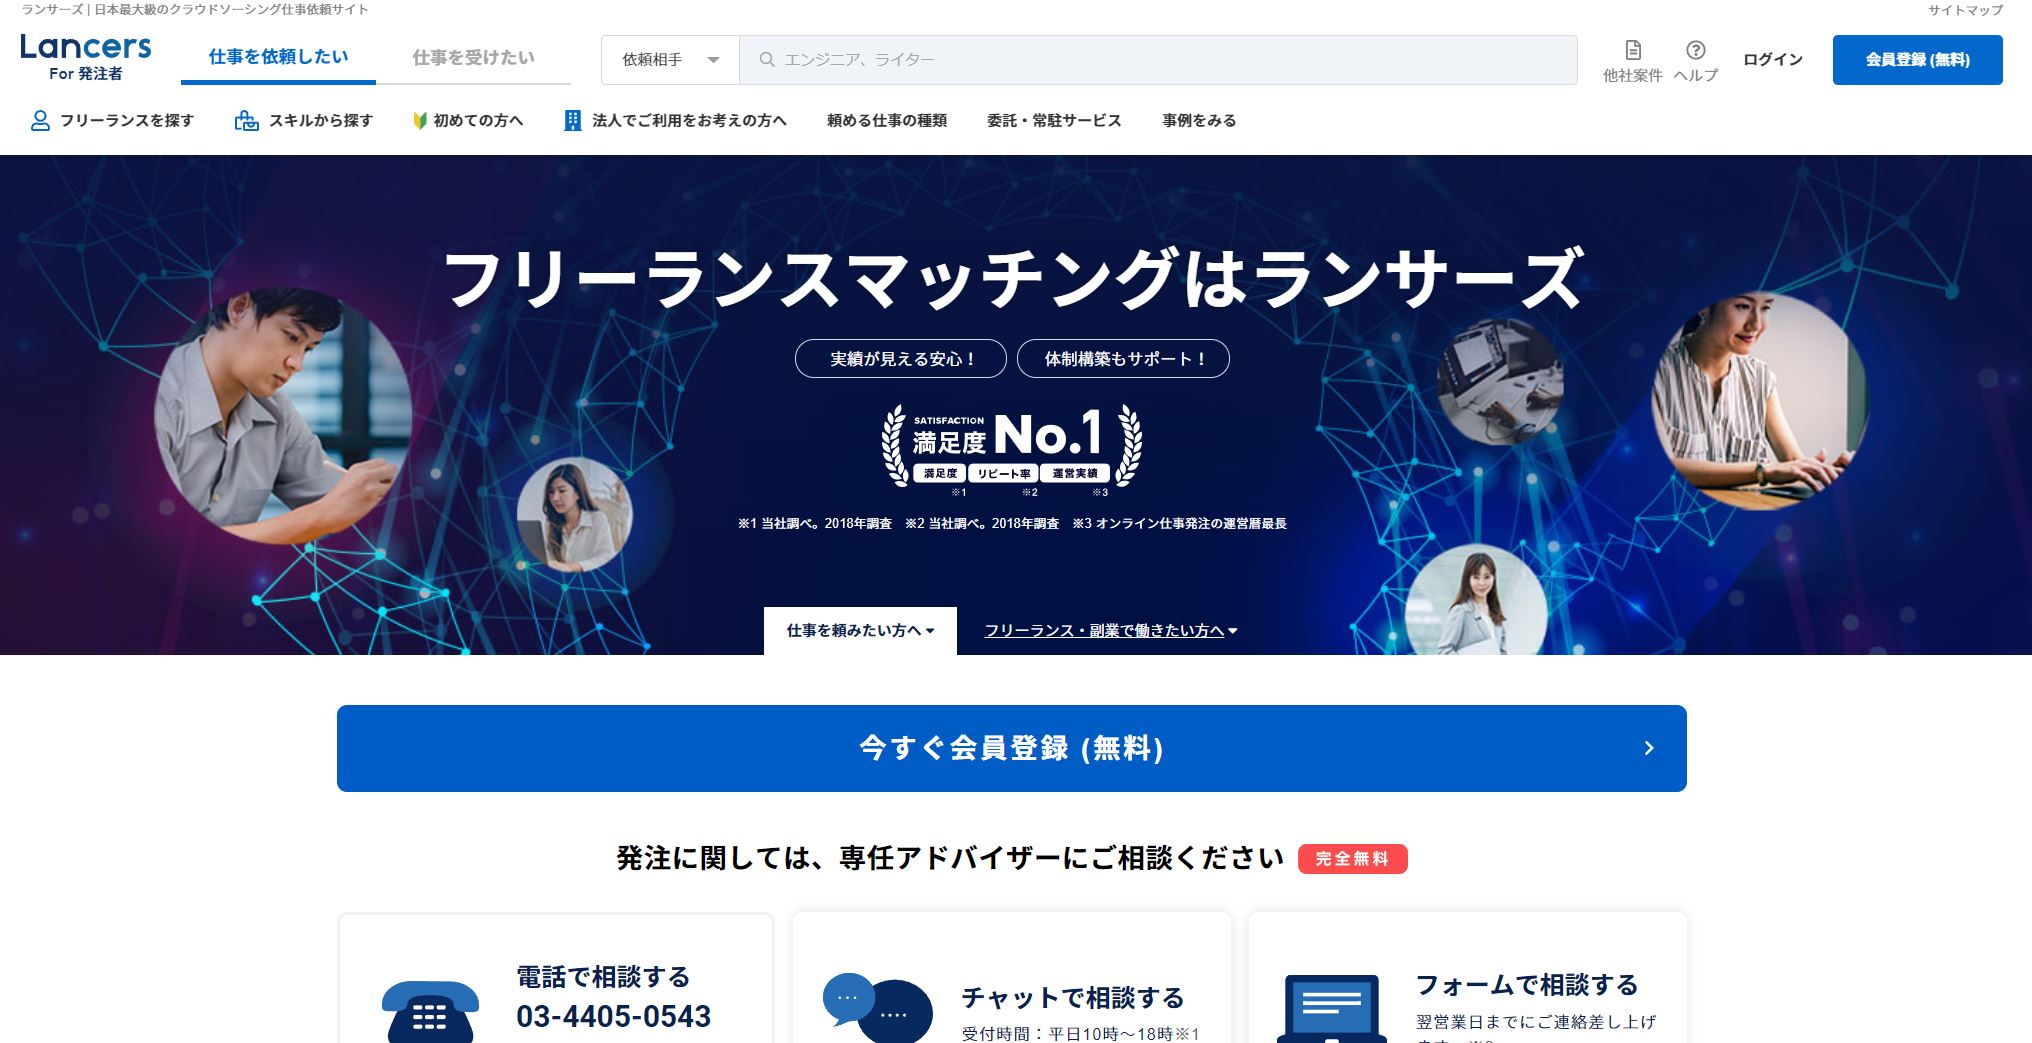 ランサーズ | 日本最大級のクラウドソーシング仕事依頼サイト
サイトマップ
Lancers
For 発注者
仕事を依頼したい
仕事を受けたい
依頼相手
エンジニア、ライター
他社案件
ヘルプ
ログイン
会員登録 (無料)
フリーランスを探す
スキルから探す
初めての方へ
法人でご利用をお考えの方へ
頼める仕事の種類
委託・常駐サービス
事例をみる
フリーランスマッチングはランサーズ
実績が見える安心！
体制構築もサポート！
SATISFACTION
満足度 No.1
満足度 リピート率 運営実績
※1 ※2 ※3
※1 当社調べ。2018年調査 ※2 当社調べ。2018年調査 ※3 オンライン仕事発注の運営暦最長
仕事を頼みたい方へ
フリーランス・副業で働きたい方へ
今すぐ会員登録 (無料)
発注に関しては、専任アドバイザーにご相談ください 完全無料
電話で相談する
03-4405-0543
チャットで相談する
受付時間：平日10時〜18時※1
フォームで相談する
翌営業日までにご連絡差し上げ